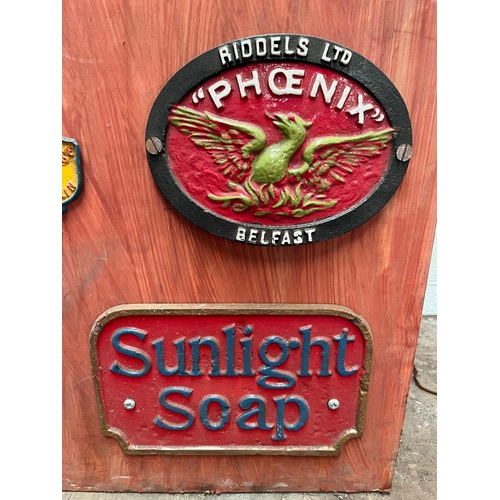 RIDDELS LTD
"PHŒNIX"
BELFAST
Sunlight
Soap